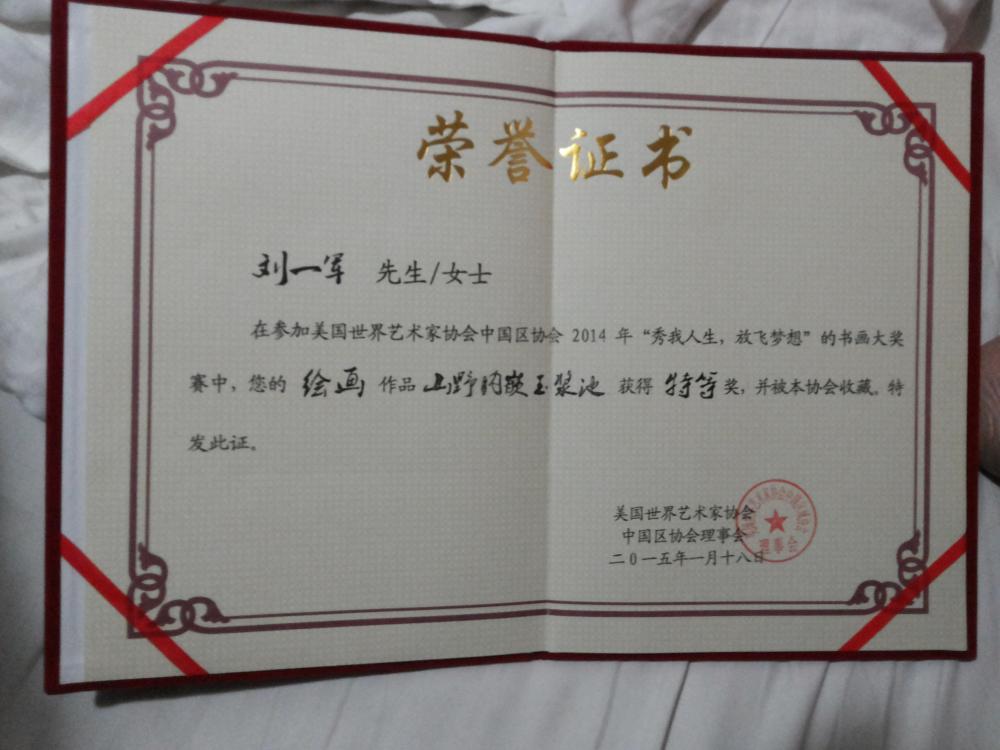 荣誉证书
刘一军 先生/女士
在参加美国世界艺术家协会中国区协会 2014 年“秀我人生，放飞梦想”的书画大奖
赛中，您的 绘画 作品 山野内嵌玉浆池 获得 特等 奖，并被本协会收藏。特
发此证。
美国世界艺术家协会
中国区协会理事会
二0一五年一月十八日